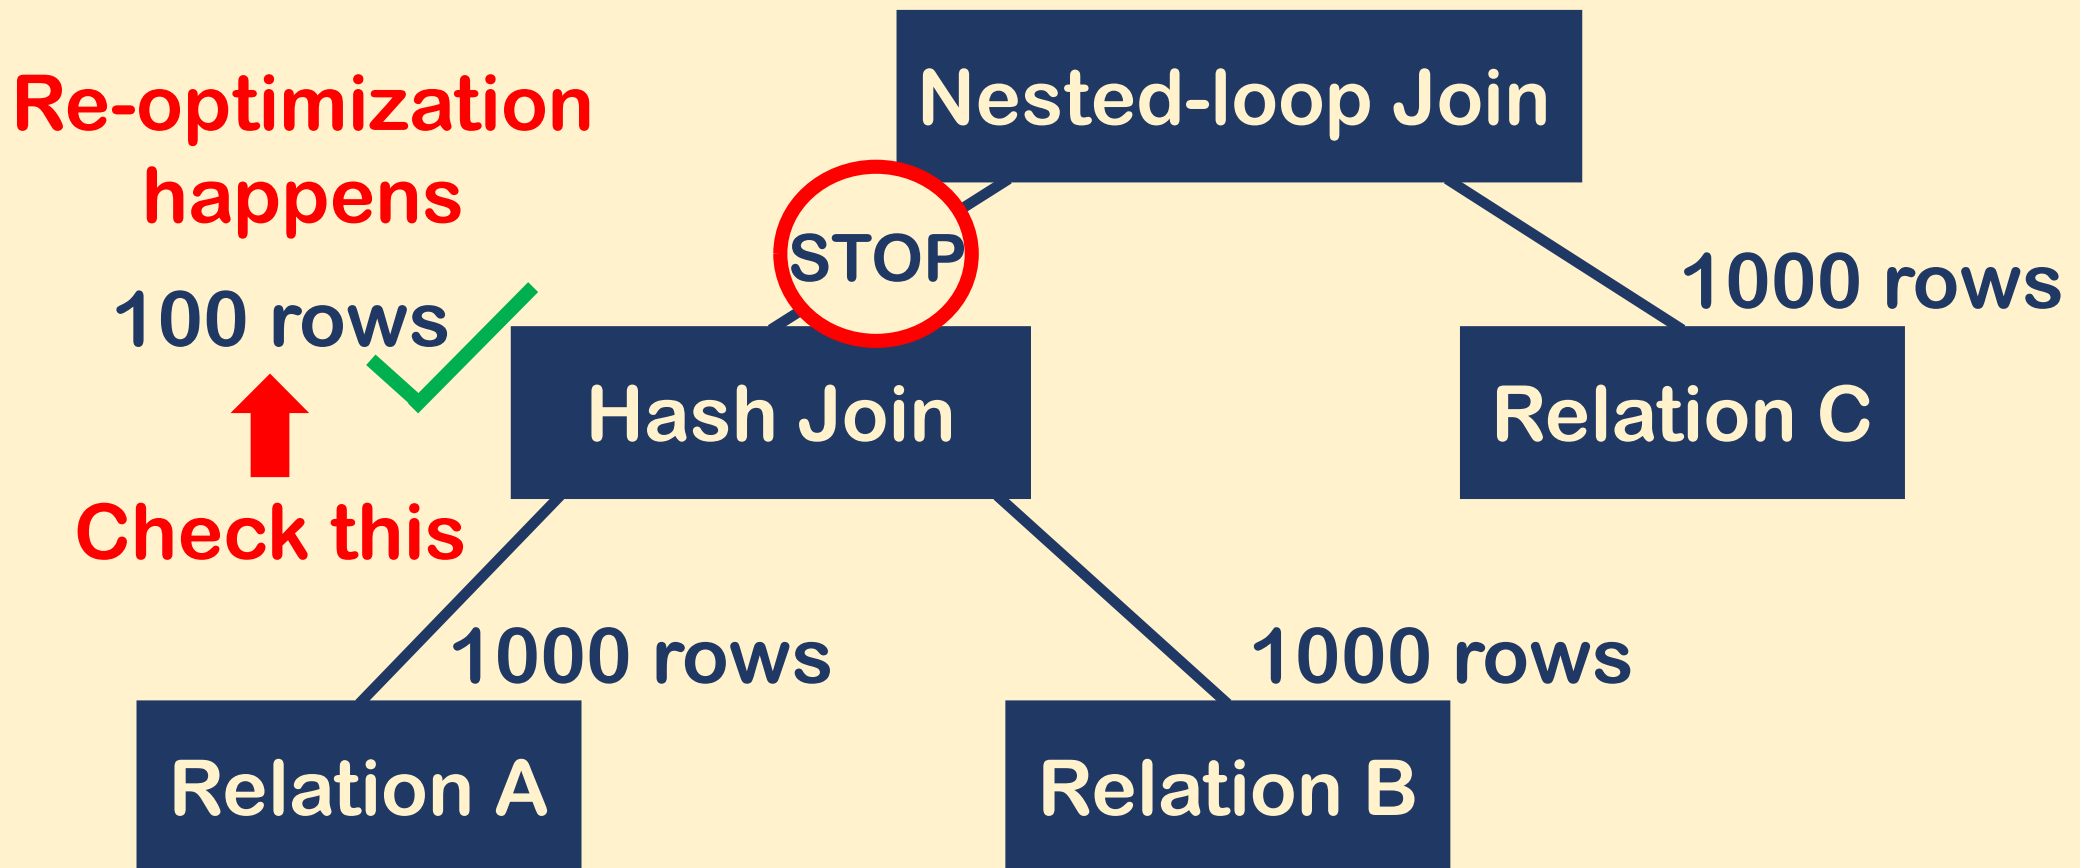 Nested-loop Join
Re-optimization
happens
STOP
1000 rows
100 rows
Hash Join
Relation C
Check this
1000 rows
1000 rows
Relation A
Relation B